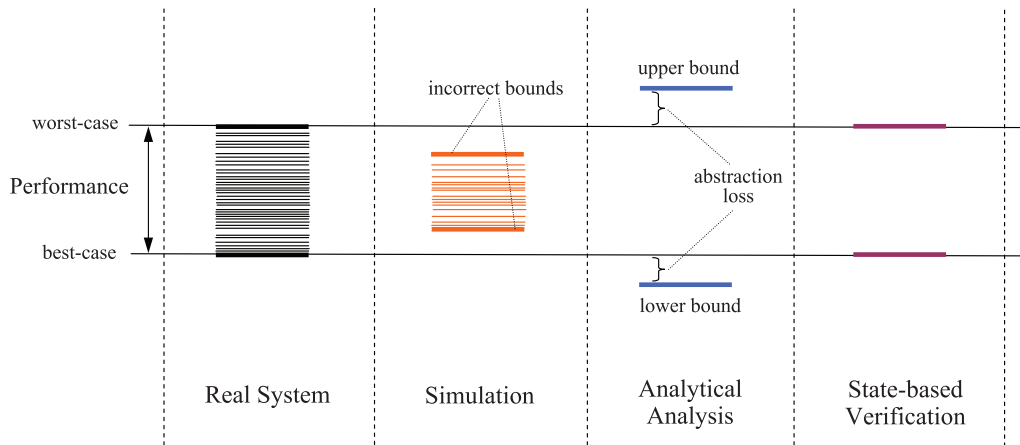 upper bound
incorrect bounds
worst-case
abstraction
loss
Performance
best-case
lower bound
Real System
Simulation
Analytical
Analysis
State-based
Verification